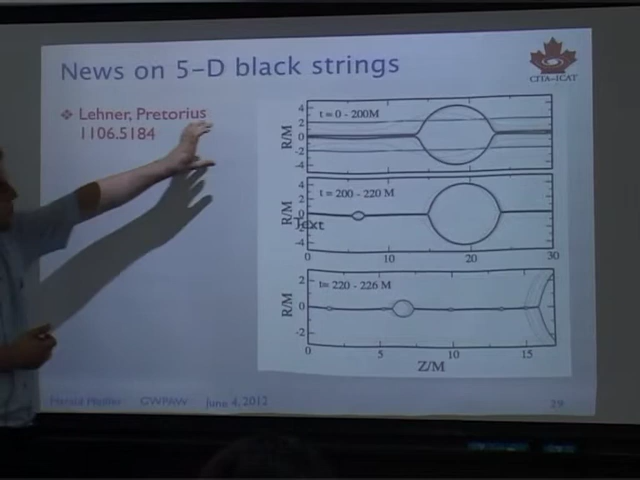 News on 5-D black strings
CITA-ICAT
❖ Lehner, Pretorius
1106.5184
R/M
4
2
0
-2
-4
t = 0 - 200M
R/M
4
2
0
-2
-4
t = 200 - 220 M
Text
0
10
20
30
R/M
2
0
-2
t= 220 - 226 M
0
5
10
15
Z/M
Harald Pfeiffer GWPAW June 4, 2012
29